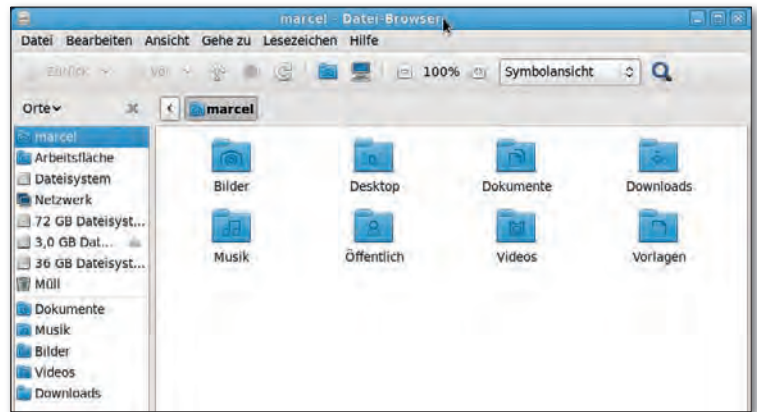 marcel - Datei-Browser
Datei Bearbeiten Ansicht Gehe zu Lesezeichen Hilfe
Zurück Vor 100% Symbolansicht
Orte marcel
marcel
Arbeitsfläche
Dateisystem
Netzwerk
72 GB Dateisyst...
3,0 GB Dat...
36 GB Dateisyst...
Müll
Dokumente
Musik
Bilder
Videos
Downloads
Bilder Desktop Dokumente Downloads
Musik Öffentlich Videos Vorlagen